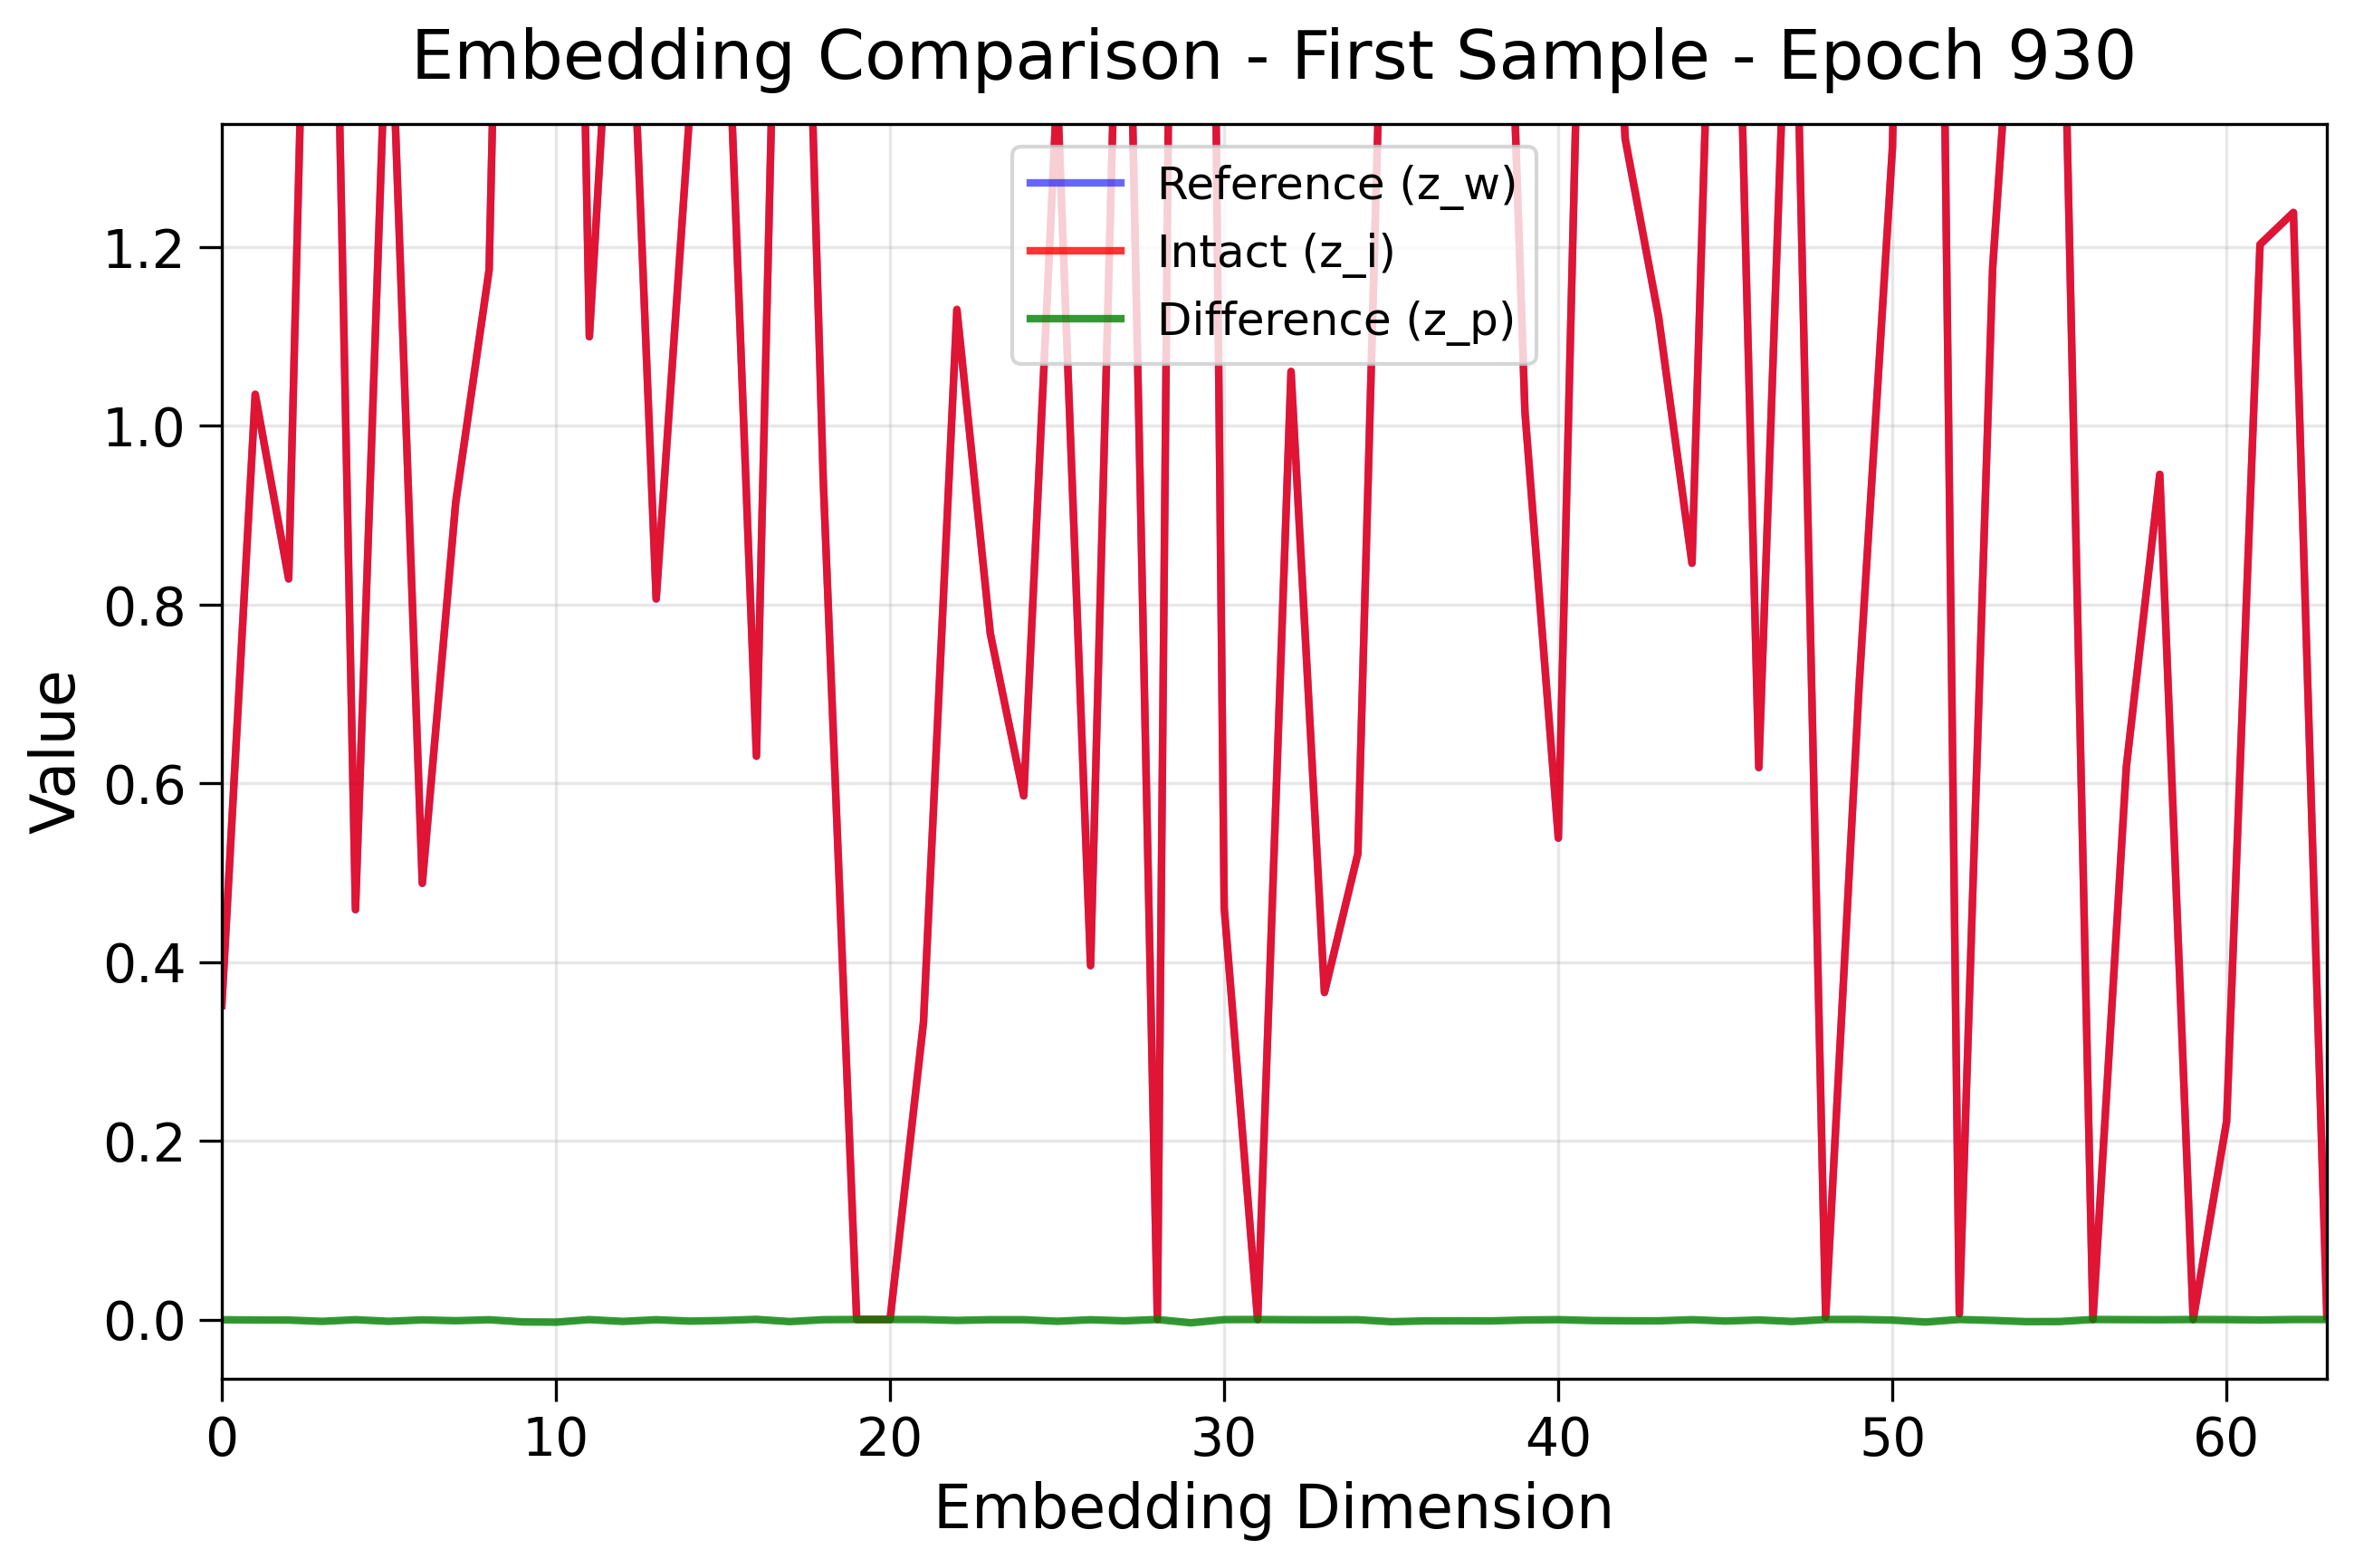 Embedding Comparison - First Sample - Epoch 930
Reference (z_w)
Intact (z_i)
Difference (z_p)
1.2
1.0
0.8
0.6
0.4
0.2
0.0
Value
0 10 20 30 40 50 60
Embedding Dimension